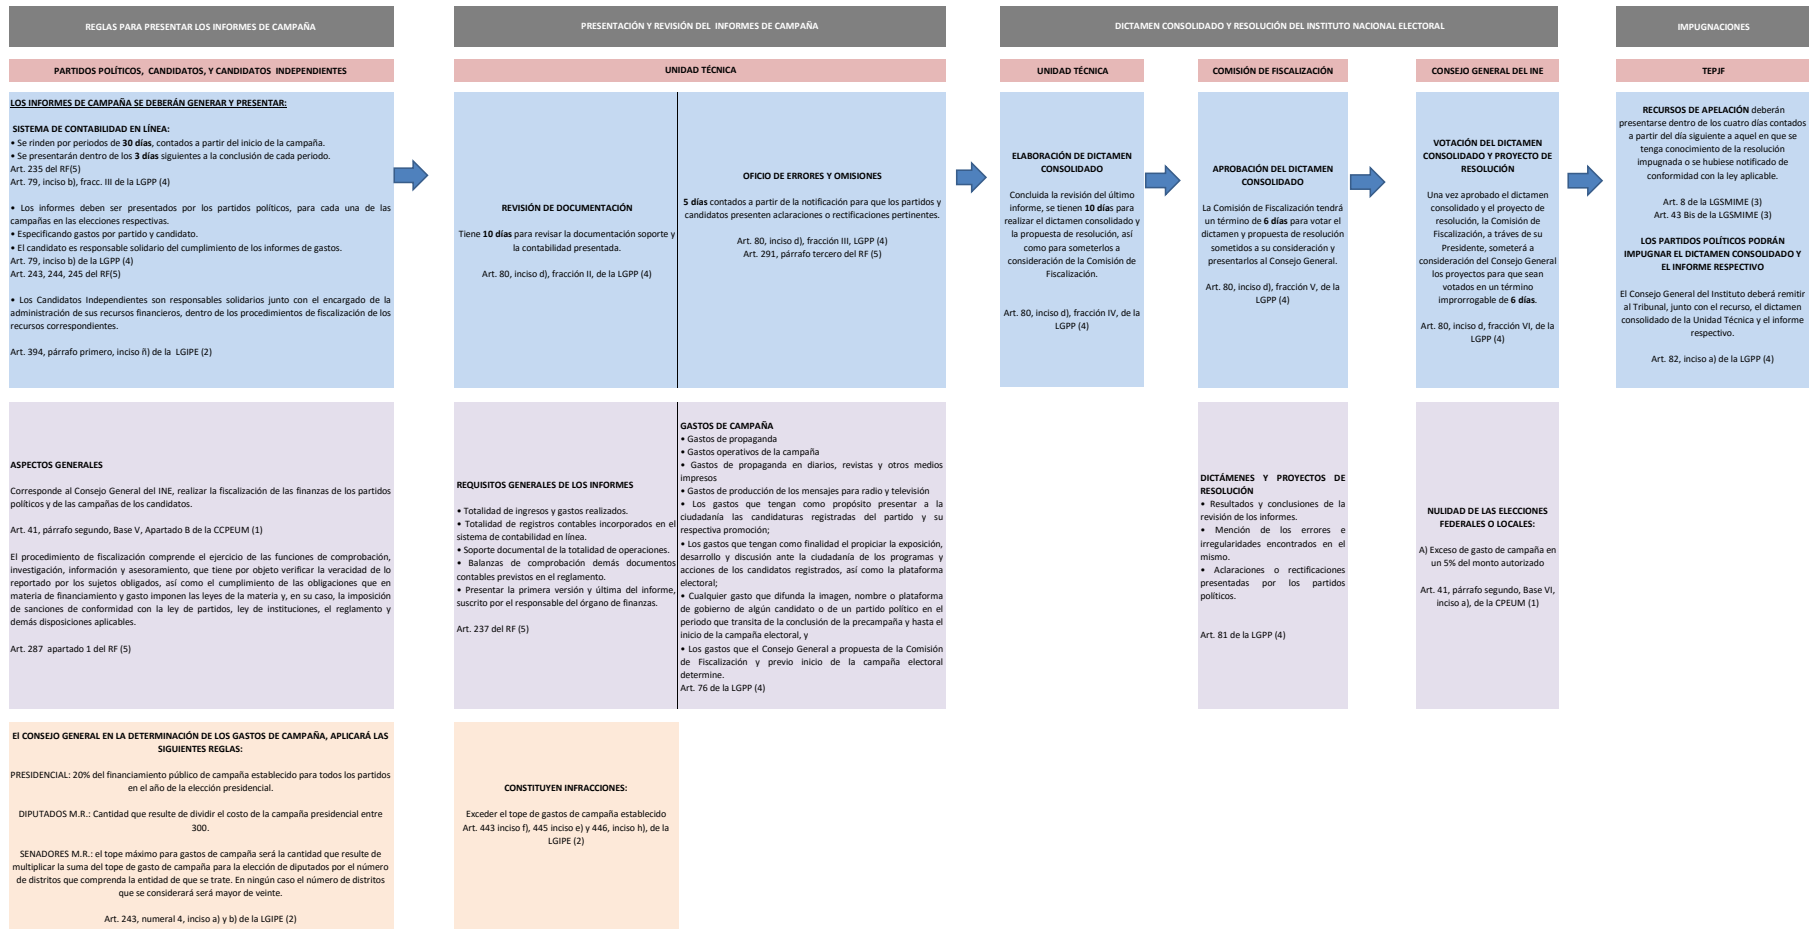 REGLAS PARA PRESENTAR LOS INFORMES DE CAMPAÑA
PRESENTACIÓN Y REVISIÓN DEL  INFORMES DE CAMPAÑA
DICTAMEN CONSOLIDADO Y RESOLUCIÓN DEL INSTITUTO NACIONAL ELECTORAL
IMPUGNACIONES
PARTIDOS POLÍTICOS,  CANDIDATOS, Y CANDIDATOS  INDEPENDIENTES
UNIDAD TÉCNICA
UNIDAD TÉCNICA
COMISIÓN DE FISCALIZACIÓN
CONSEJO GENERAL DEL INE
TEPJF
LOS INFORMES DE CAMPAÑA SE DEBERÁN GENERAR Y PRESENTAR:
SISTEMA DE CONTABILIDAD EN LÍNEA:
• Se rinden por periodos de 30 días, contados a partir del inicio de la campaña.
• Se presentarán dentro de los 3 días siguientes a la conclusión de cada periodo.
Art. 235 del RF(5)
Art. 79, inciso b), fracc. III de la LGPP (4)
• Los informes deben ser presentados por los partidos políticos, para cada una de las
campañas en las elecciones respectivas.
• Especificando gastos por partido y candidato.
• El candidato es responsable solidario del cumplimiento de los informes de gastos.
Art. 79, inciso b) de la LGPP (4)
Art. 243, 244, 245 del RF(5)
• Los Candidatos Independientes son responsables solidarios junto con el encargado de la
administración de sus recursos financieros, dentro de los procedimientos de fiscalización de los
recursos correspondientes.
Art. 394, párrafo primero, inciso ñ) de la  LGIPE (2)
REVISIÓN DE DOCUMENTACIÓN
Tiene 10 días para revisar la documentación soporte y
la contabilidad presentada.
Art. 80, inciso d), fracción II, de la LGPP (4)
OFICIO DE ERRORES Y OMISIONES
5 días contados a partir de la notificación para que los partidos y
candidatos presenten aclaraciones o rectificaciones pertinentes.
Art. 80, inciso d), fracción III, LGPP (4)
Art. 291, párrafo tercero del RF (5)
ELABORACIÓN DE DICTAMEN
CONSOLIDADO
Concluida la revisión del último
informe, se tienen 10 días para
realizar el dictamen consolidado y
la propuesta de resolución, así
como para someterlos a
consideración de la Comisión de
Fiscalización.
Art. 80, inciso d), fracción IV, de la
LGPP (4)
APROBACIÓN DEL DICTAMEN
CONSOLIDADO
La Comisión de Fiscalización tendrá
un término de 6 días para votar el
dictamen y propuesta de resolución
sometidos a su consideración y
presentarlos al Consejo General.
Art. 80, inciso d), fracción V, de la
LGPP (4)
VOTACIÓN DEL DICTAMEN
CONSOLIDADO Y PROYECTO DE
RESOLUCIÓN
Una vez aprobado el dictamen
consolidado y el proyecto de
resolución, la Comisión de
Fiscalización, a tráves de su
Presidente, someterá a
consideración del Consejo General
los proyectos para que sean
votados en un término
improrrogable de 6 días.
Art. 80, inciso d, fracción VI, de la
LGPP (4)
RECURSOS DE APELACIÓN deberán
presentarse dentro de los cuatro días contados
a partir del día siguiente a aquel en que se
tenga conocimiento de la resolución
impugnada o se hubiese notificado de
conformidad con la ley aplicable.
Art. 8 de la LGSMIME (3)
Art. 43 Bis de la LGSMIME (3)
LOS PARTIDOS POLÍTICOS PODRÁN
IMPUGNAR EL DICTAMEN CONSOLIDADO Y
EL INFORME RESPECTIVO
El Consejo General del Instituto deberá remitir
al Tribunal, junto con el recurso, el dictamen
consolidado de la Unidad Técnica y el informe
respectivo.
Art. 82, inciso a) de la LGPP (4)
ASPECTOS GENERALES
Corresponde al Consejo General del INE, realizar la fiscalización de las finanzas de los partidos
políticos y de las campañas de los candidatos.
Art. 41, párrafo segundo, Base V, Apartado B de la CCPEUM (1)
El procedimiento de fiscalización comprende el ejercicio de las funciones de comprobación,
investigación, información y asesoramiento, que tiene por objeto verificar la veracidad de lo
reportado por los sujetos obligados, así como el cumplimiento de las obligaciones que en
materia de financiamiento y gasto imponen las leyes de la materia y, en su caso, la imposición
de sanciones de conformidad con la ley de partidos, ley de instituciones, el reglamento y
demás disposiciones aplicables.
Art. 287  apartado 1 del RF (5)
REQUISITOS GENERALES DE LOS INFORMES
• Totalidad de ingresos y gastos realizados.
• Totalidad de registros contables incorporados en el
sistema de contabilidad en línea.
• Soporte documental de la totalidad de operaciones.
• Balanzas de comprobación demás documentos
contables previstos en el reglamento.
• Presentar la primera versión y última del informe,
suscrito por el responsable del órgano de finanzas.
Art. 237 del RF (5)
GASTOS DE CAMPAÑA
• Gastos de propaganda
• Gastos operativos de la campaña
• Gastos de propaganda en diarios, revistas y otros medios
impresos
• Gastos de producción de los mensajes para radio y televisión
• Los gastos que tengan como propósito presentar a la
ciudadanía las candidaturas registradas del partido y su
respectiva promoción;
• Los gastos que tengan como finalidad el propiciar la exposición,
desarrollo y discusión ante la ciudadanía de los programas y
acciones de los candidatos registrados, así como la plataforma
electoral;
• Cualquier gasto que difunda la imagen, nombre o plataforma
de gobierno de algún candidato o de un partido político en el
periodo que transita de la conclusión de la precampaña y hasta el
inicio de la campaña electoral, y
• Los gastos que el Consejo General a propuesta de la Comisión
de Fiscalización y previo inicio de la campaña electoral
determine.
Art. 76 de la LGPP (4)
DICTÁMENES Y PROYECTOS DE
RESOLUCIÓN
• Resultados y conclusiones de la
revisión de los informes.
• Mención de los errores e
irregularidades encontrados en el
mismo.
• Aclaraciones o rectificaciones
presentadas por los partidos
políticos.
Art. 81 de la LGPP (4)
NULIDAD DE LAS ELECCIONES
FEDERALES O LOCALES:
A) Exceso de gasto de campaña en
un 5% del monto autorizado
Art. 41, párrafo segundo, Base VI,
inciso a), de la CPEUM (1)
El CONSEJO GENERAL EN LA DETERMINACIÓN DE LOS GASTOS DE CAMPAÑA, APLICARÁ LAS
SIGUIENTES REGLAS:
PRESIDENCIAL: 20% del financiamiento público de campaña establecido para todos los partidos
en el año de la elección presidencial.
DIPUTADOS M.R.: Cantidad que resulte de dividir el costo de la campaña presidencial entre
300.
SENADORES M.R.: el tope máximo para gastos de campaña será la cantidad que resulte de
multiplicar la suma del tope de gasto de campaña para la elección de diputados por el número
de distritos que comprenda la entidad de que se trate. En ningún caso el número de distritos
que se considerará será mayor de veinte.
Art. 243, numeral 4, inciso a) y b) de la LGIPE (2)
CONSTITUYEN INFRACCIONES:
Exceder el tope de gastos de campaña establecido
Art. 443 inciso f), 445 inciso e) y 446, inciso h), de la
LGIPE (2)